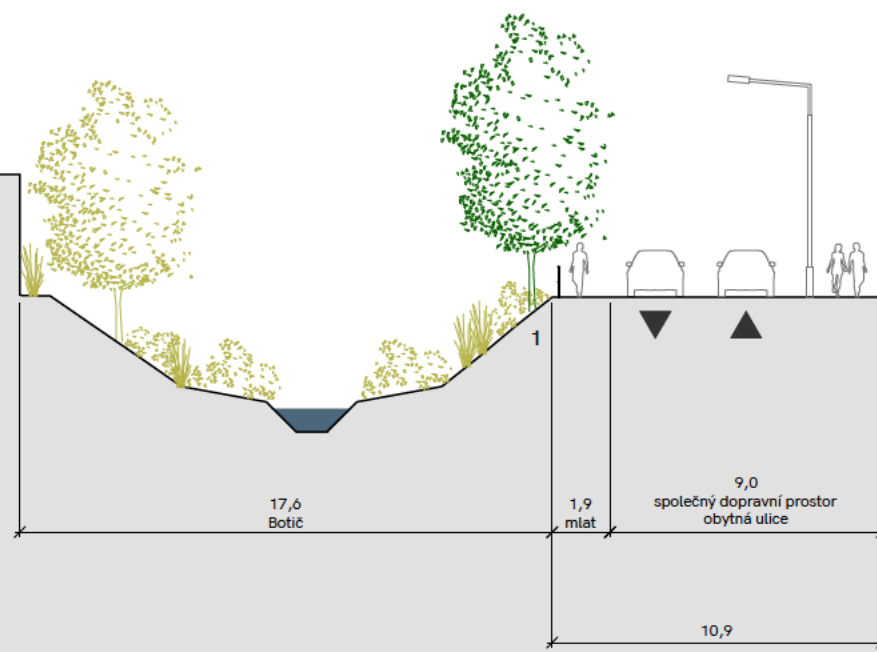 1
17,6
Botič
1,9
mlat
9,0
společný dopravní prostor
obytná ulice
10,9